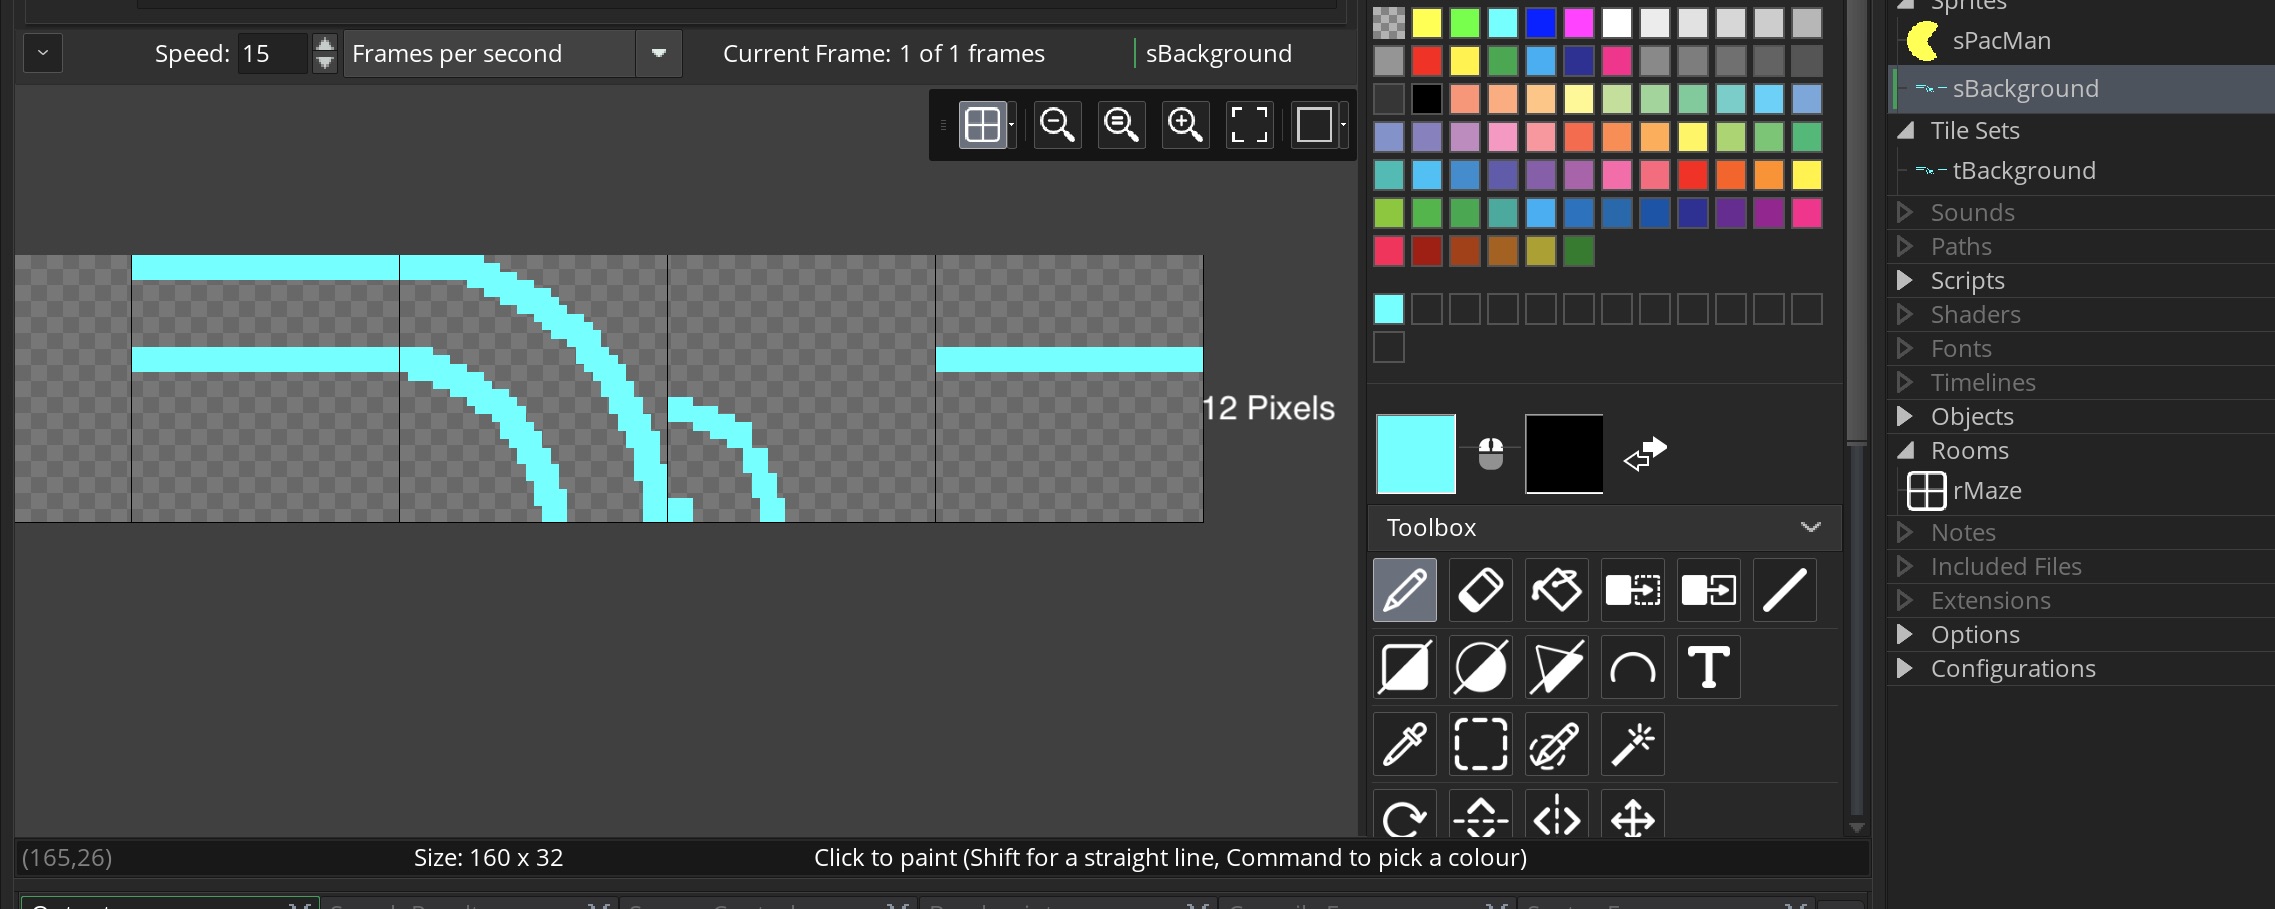 Sprites
Speed: 15 Frames per second Current Frame: 1 of 1 frames sBackground
sPacMan
sBackground
Tile Sets
tBackground
Sounds
Paths
Scripts
Shaders
Fonts
Timelines
Objects
Rooms
rMaze
Notes
Included Files
Extensions
Options
Configurations
12 Pixels
Toolbox
T
(165,26) Size: 160 x 32 Click to paint (Shift for a straight line, Command to pick a colour)